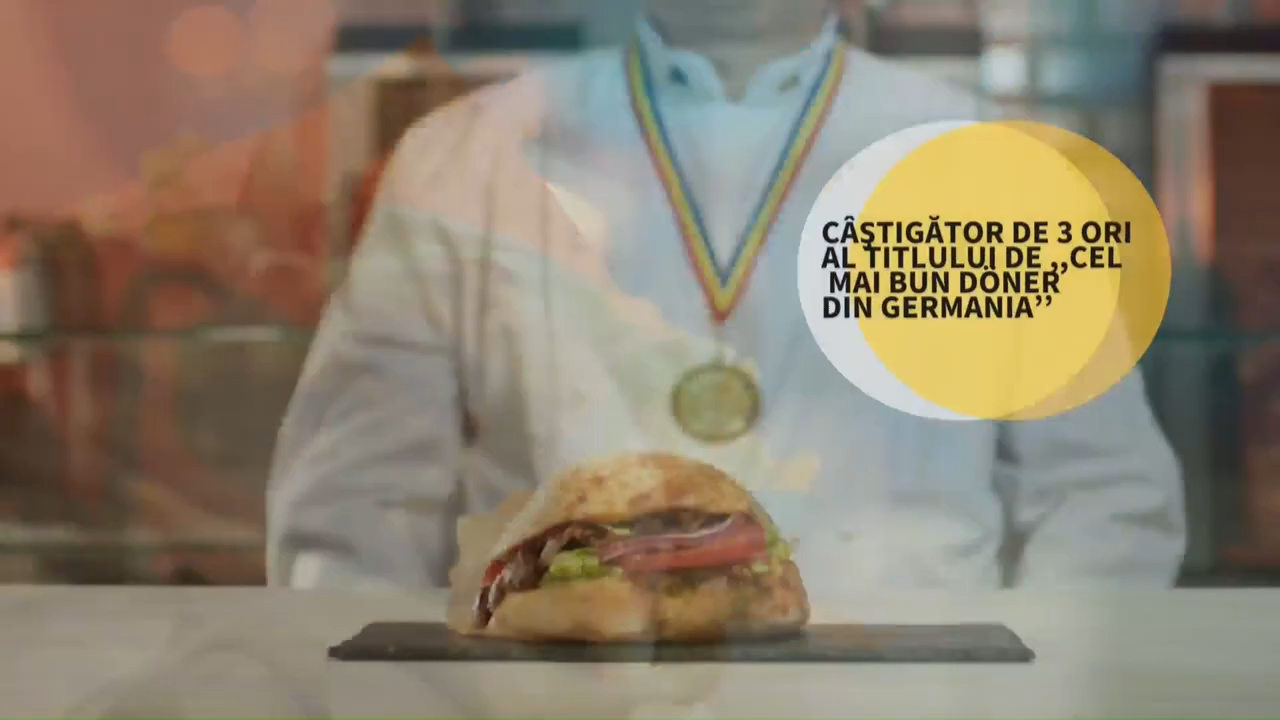 CÂȘTIGĂTOR DE 3 ORI
AL TITLULUI DE ,,CEL
MAI BUN DÖNER
DIN GERMANIA’’